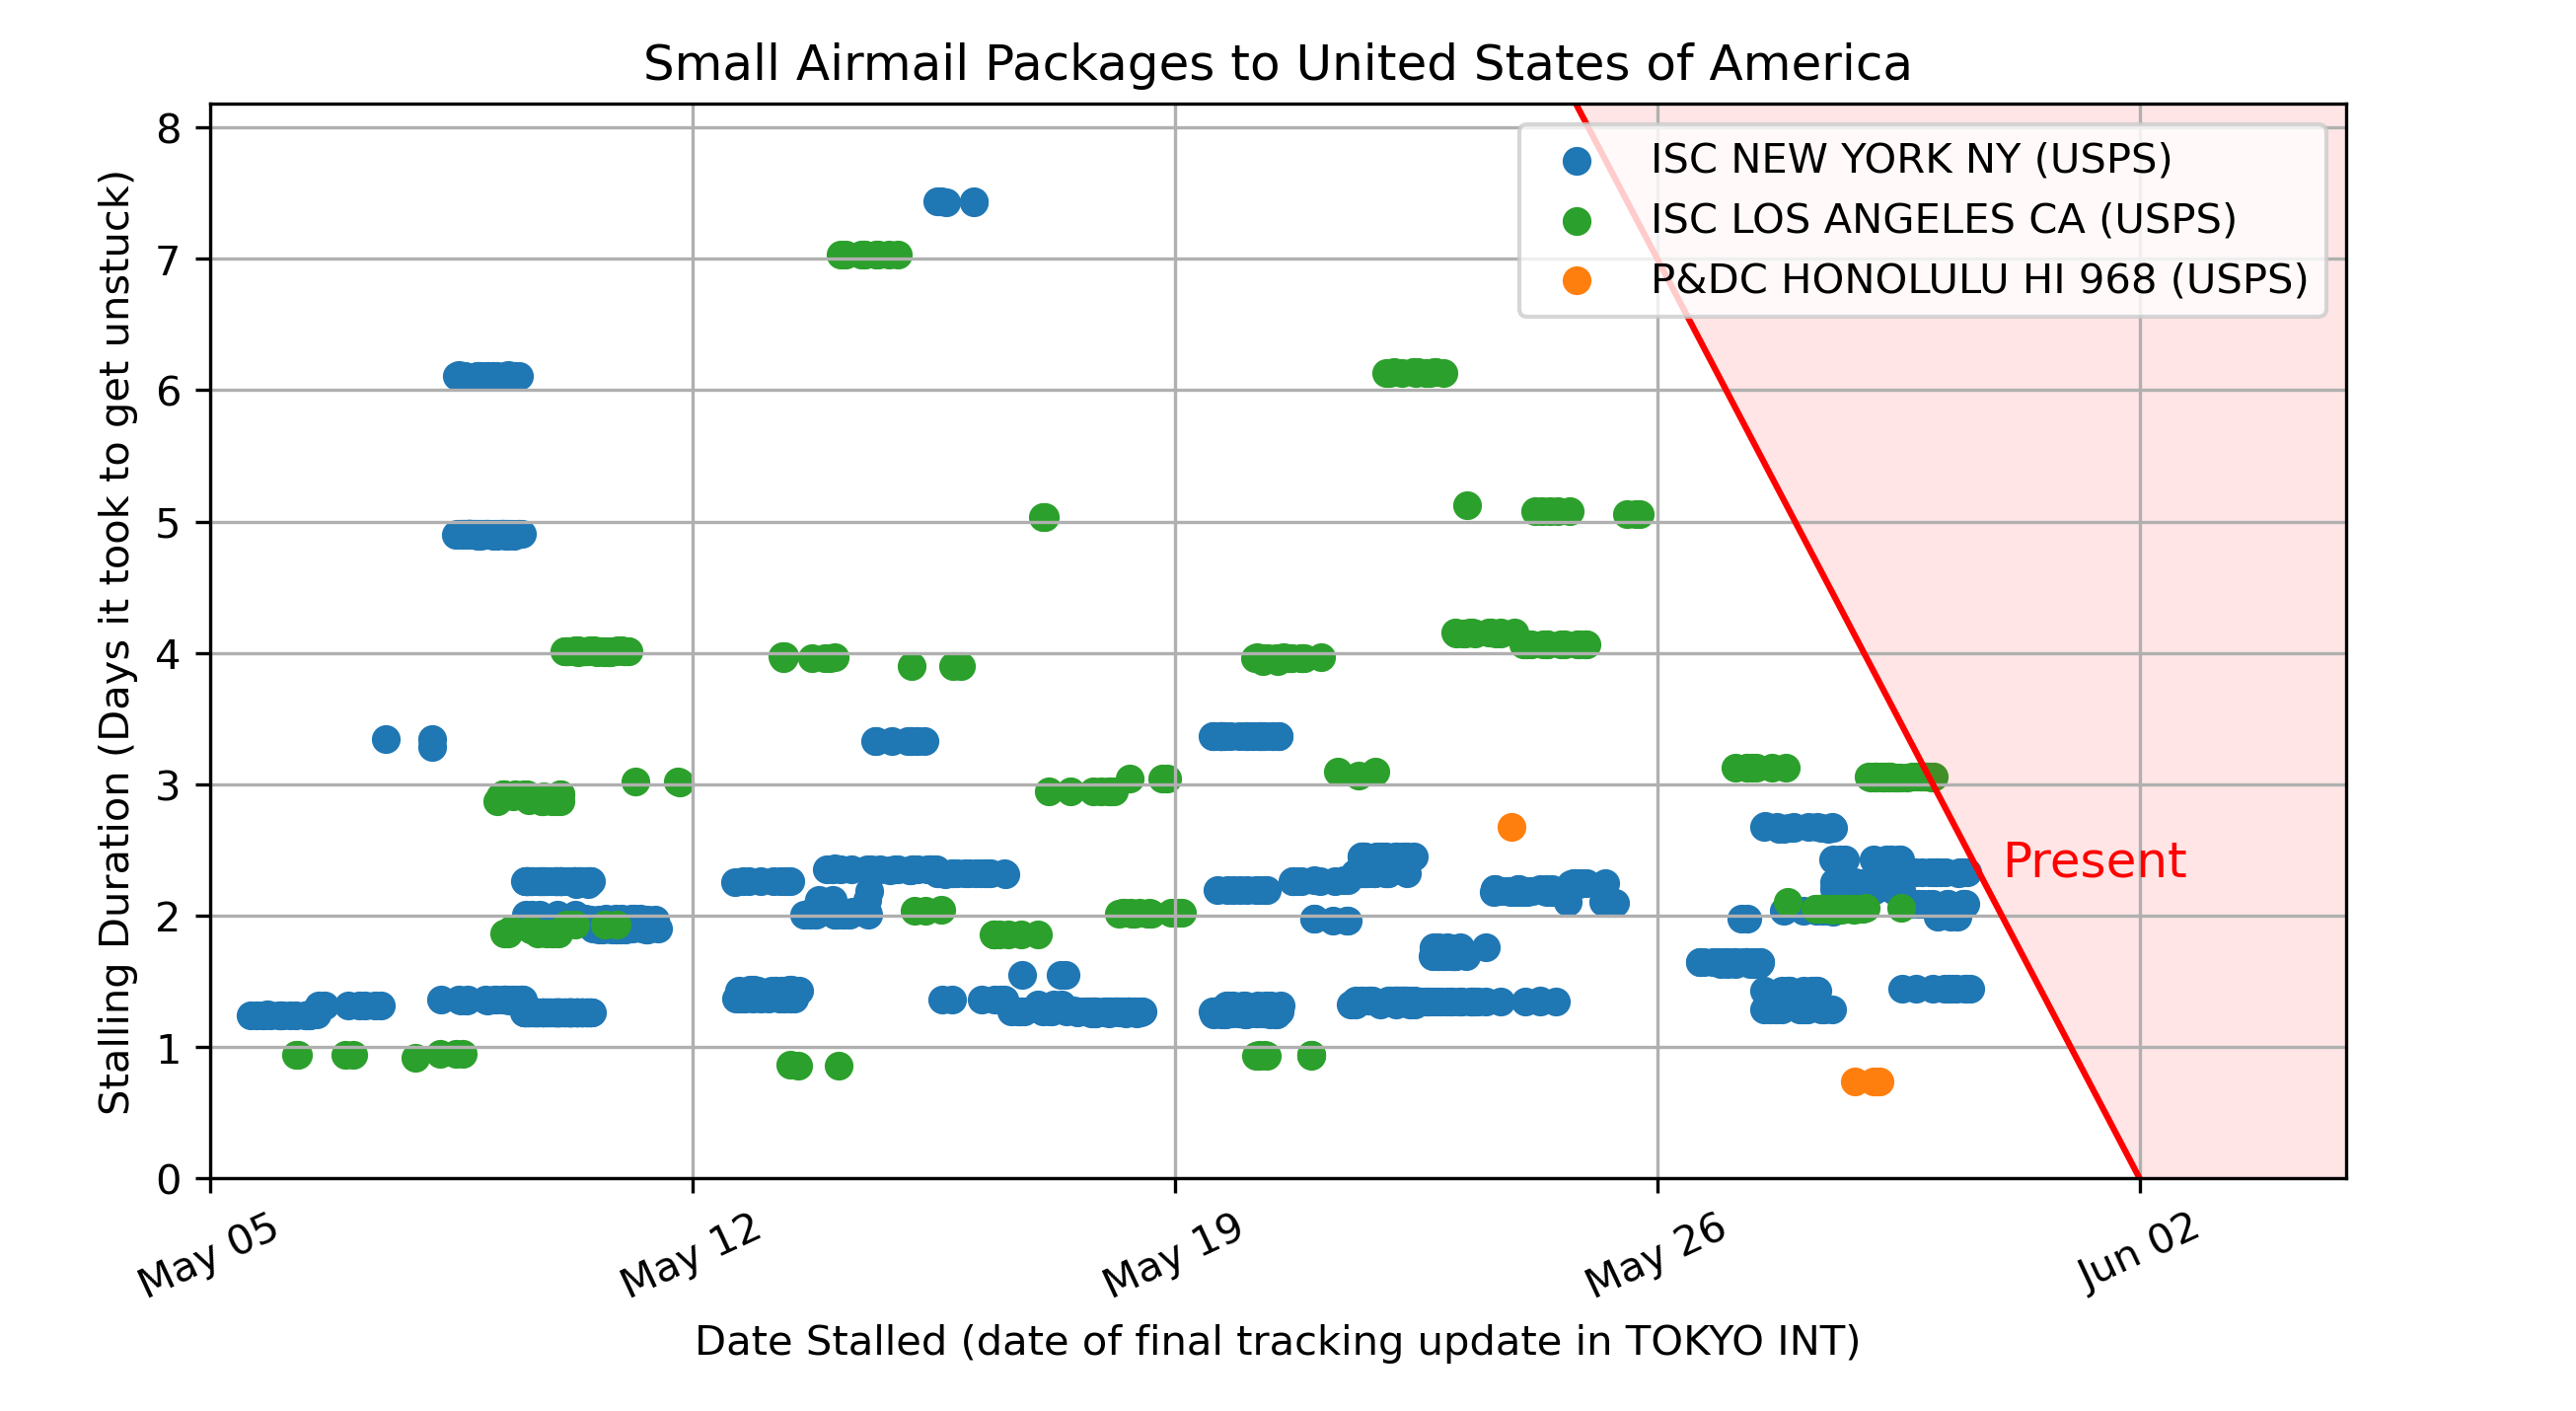 Small Airmail Packages to United States of America
Stalling Duration (Days it took to get unstuck)
8
7
6
5
4
3
2
1
0
ISC NEW YORK NY (USPS)
ISC LOS ANGELES CA (USPS)
P&DC HONOLULU HI 968 (USPS)
Present
May 05
May 12
May 19
May 26
Jun 02
Date Stalled (date of final tracking update in TOKYO INT)